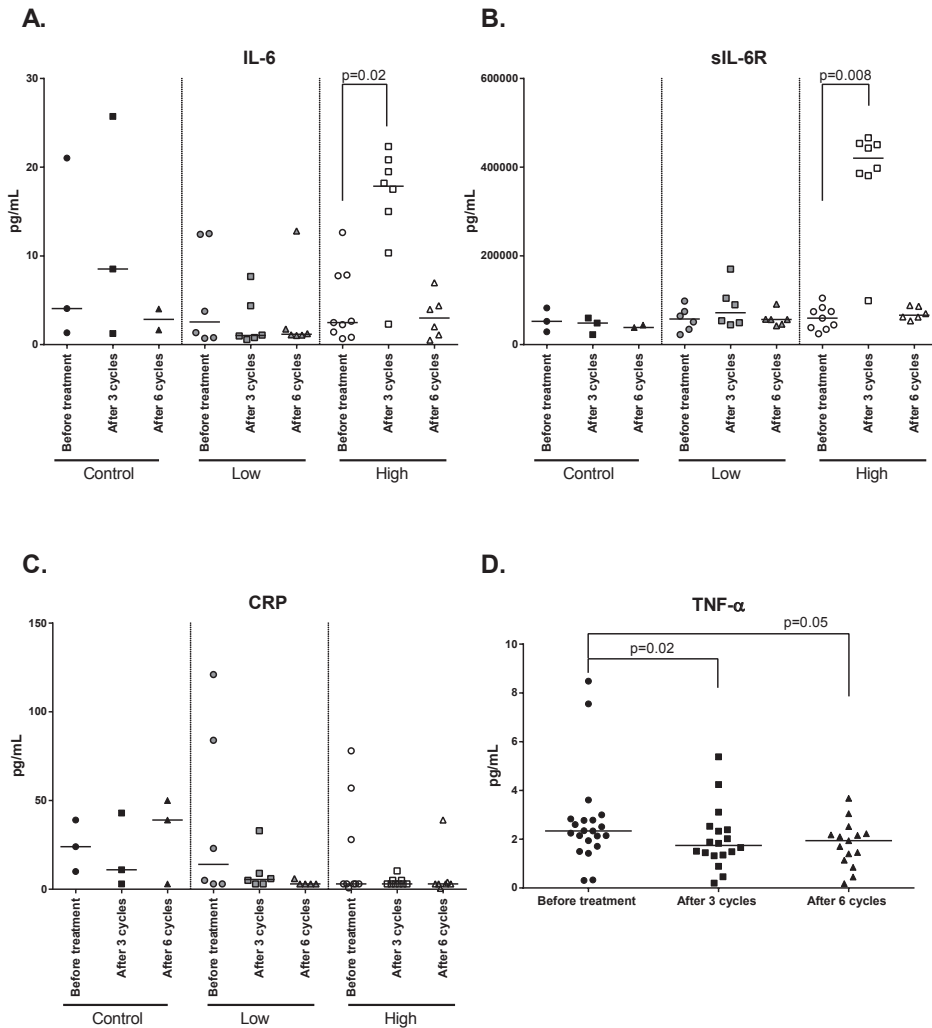 A.
IL-6
p=0.02
30
20
10
0
pg/mL
Before treatment
After 3 cycles
After 6 cycles
Before treatment
After 3 cycles
After 6 cycles
Before treatment
After 3 cycles
After 6 cycles
Control
Low
High
B.
sIL-6R
p=0.008
600000
400000
200000
0
pg/mL
Before treatment
After 3 cycles
After 6 cycles
Before treatment
After 3 cycles
After 6 cycles
Before treatment
After 3 cycles
After 6 cycles
Control
Low
High
C.
CRP
150
100
50
0
pg/mL
Before treatment
After 3 cycles
After 6 cycles
Before treatment
After 3 cycles
After 6 cycles
Before treatment
After 3 cycles
After 6 cycles
Control
Low
High
D.
TNF-α
p=0.05
p=0.02
10
8
6
4
2
0
pg/mL
Before treatment
After 3 cycles
After 6 cycles